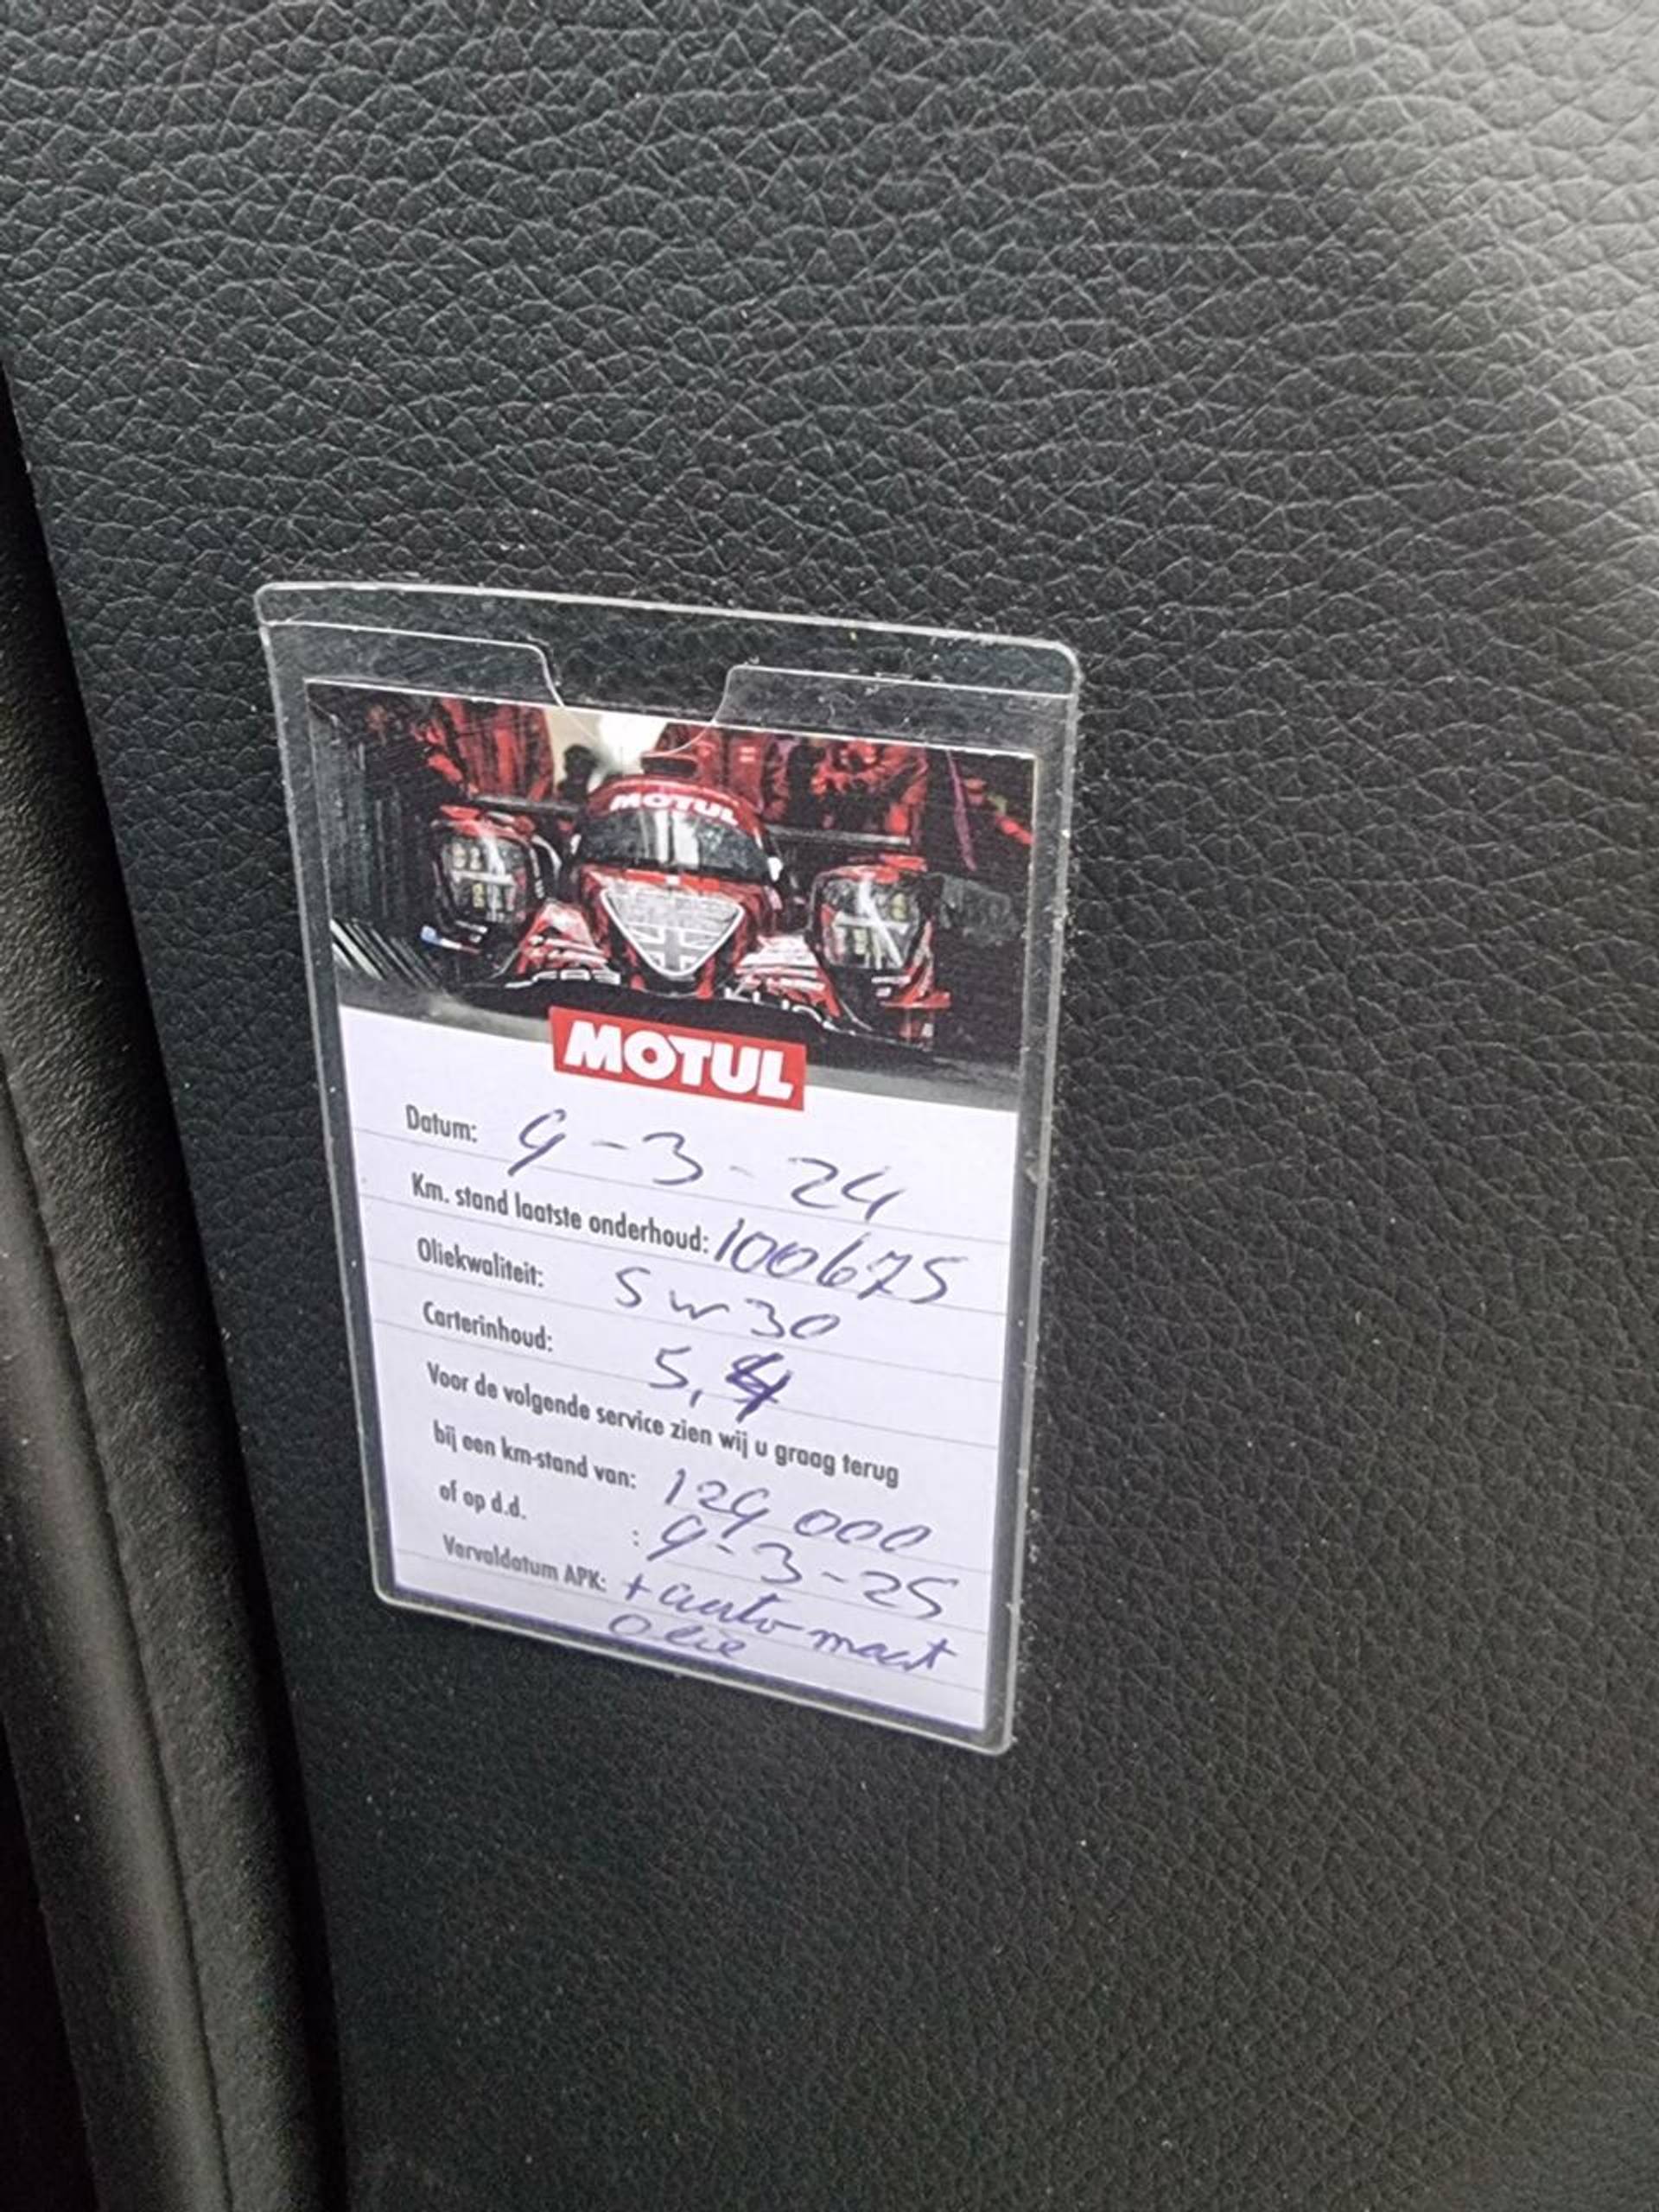 MOTUL
MOTUL
Datum: 9-3-24
Km. stand laatste onderhoud: 100675
Oliekwaliteit: 5w30
Carterinhoud: 5,4
Voor de volgende service zien wij u graag terug
bij een km-stand van: 129 000
of op d.d. : 9-3-25
Vervaldatum APK: + automaat
Olie